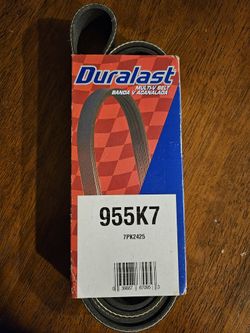 Duralast
MULTI-V BELT
BANDA V ACANALADA
955K7
7PK2425